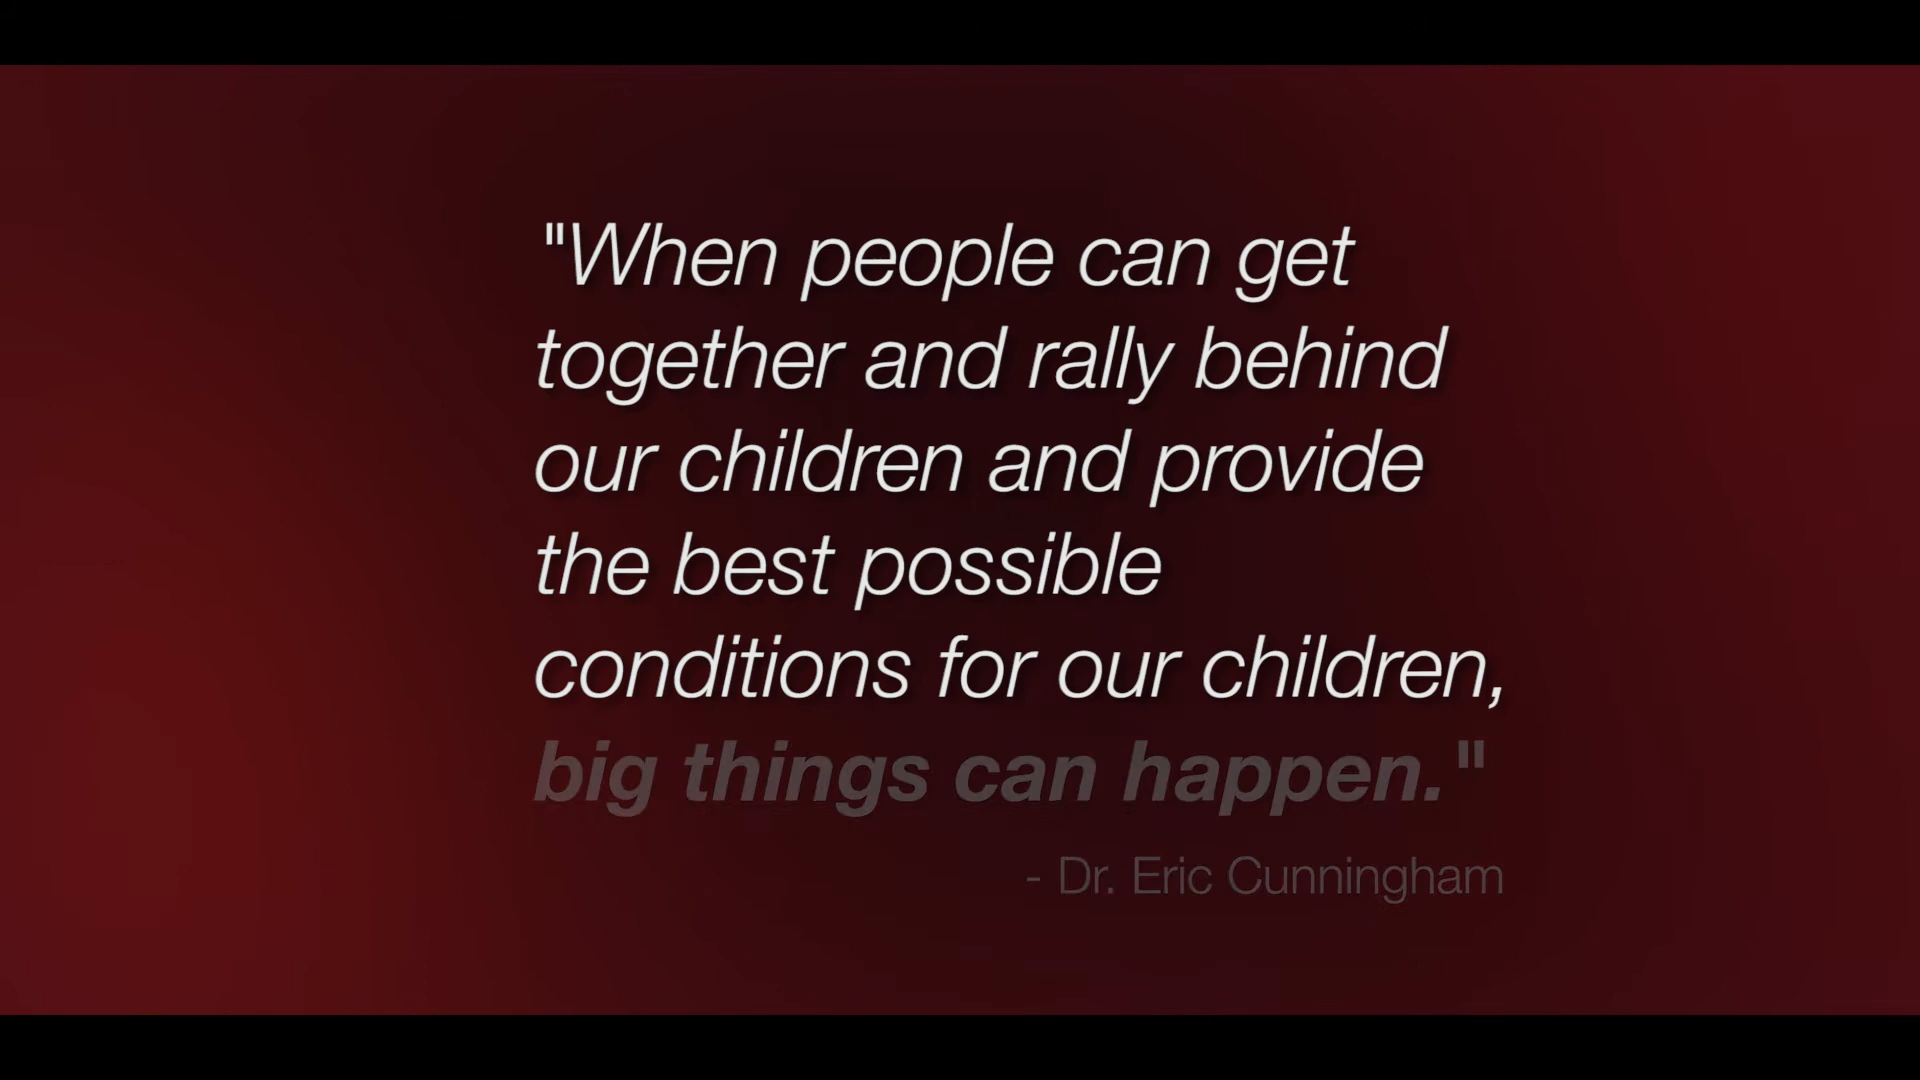 "When people can get
together and rally behind
our children and provide
the best possible
conditions for our children,
big things can happen."
- Dr. Eric Cunningham